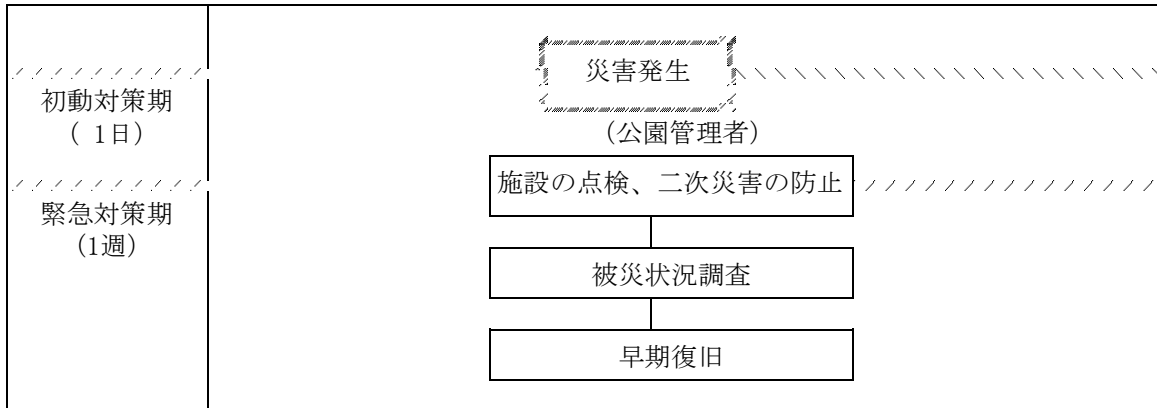 災害発生
初動対策期
( 1日)
(公園管理者)
施設の点検、二次災害の防止
緊急対策期
(1週)
被災状況調査
早期復旧